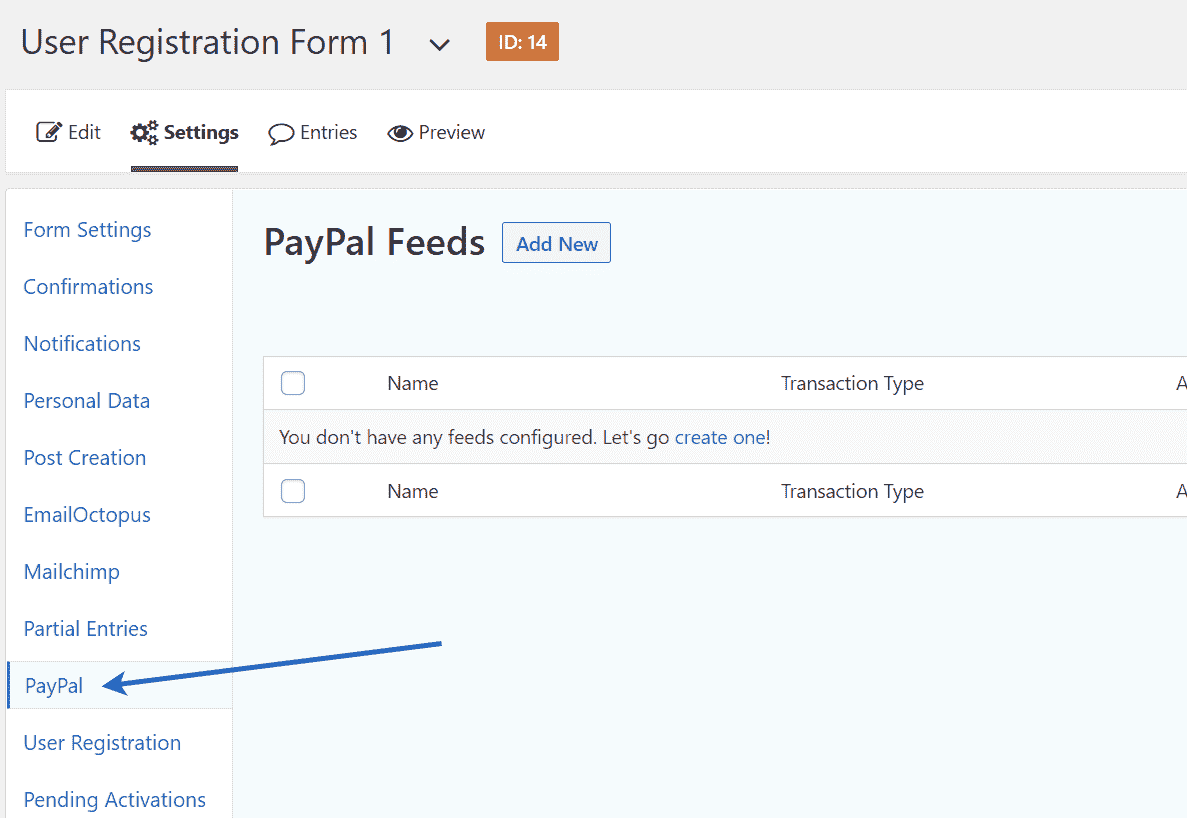 User Registration Form 1 ID: 14
Edit Settings Entries Preview
Form Settings
Confirmations
Notifications
Personal Data
Post Creation
EmailOctopus
Mailchimp
Partial Entries
PayPal
User Registration
Pending Activations
PayPal Feeds Add New
Name Transaction Type A
You don't have any feeds configured. Let's go create one!
Name Transaction Type A